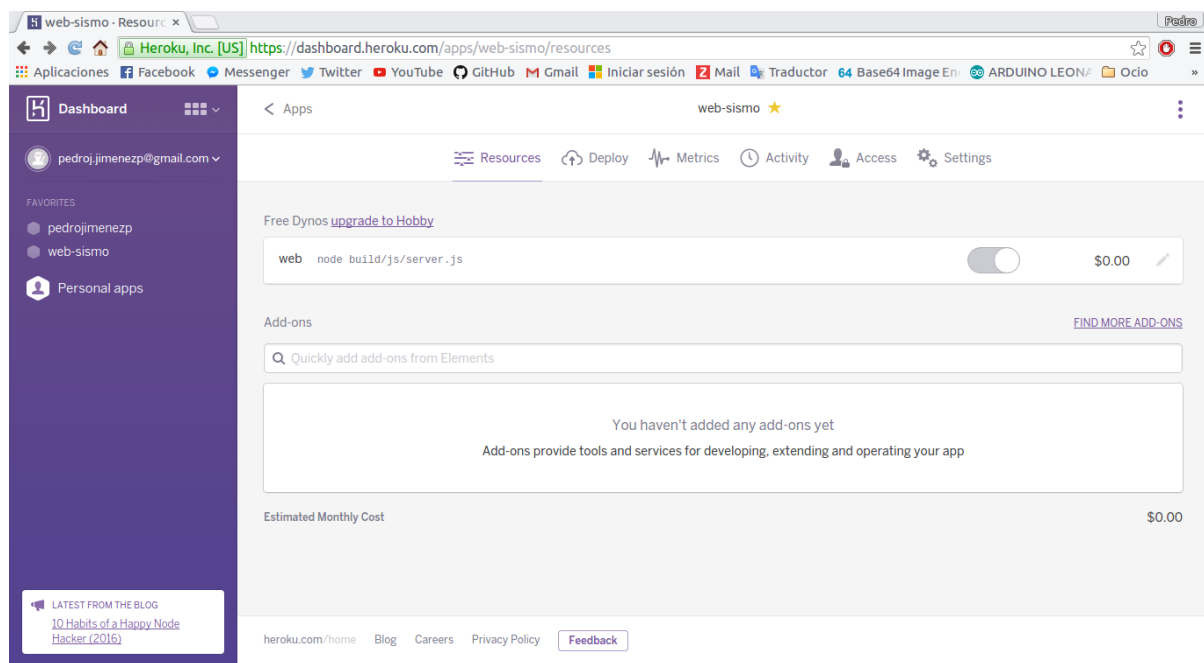 web-sismo · Resourc ×
Pedro
Heroku, Inc. [US] https://dashboard.heroku.com/apps/web-sismo/resources
Aplicaciones Facebook Messenger Twitter YouTube GitHub Gmail Iniciar sesión Mail Traductor 64 Base64 Image En ARDUINO LEONA Ocio »
Dashboard
< Apps
web-sismo
pedroj.jimenezp@gmail.com
Resources Deploy Metrics Activity Access Settings
FAVORITES
pedrojimenezp
web-sismo
Personal apps
Free Dynos upgrade to Hobby
web node build/js/server.js $0.00
Add-ons FIND MORE ADD-ONS
Quickly add add-ons from Elements
You haven't added any add-ons yet
Add-ons provide tools and services for developing, extending and operating your app
Estimated Monthly Cost $0.00
LATEST FROM THE BLOG
10 Habits of a Happy Node
Hacker (2016)
heroku.com/home Blog Careers Privacy Policy Feedback